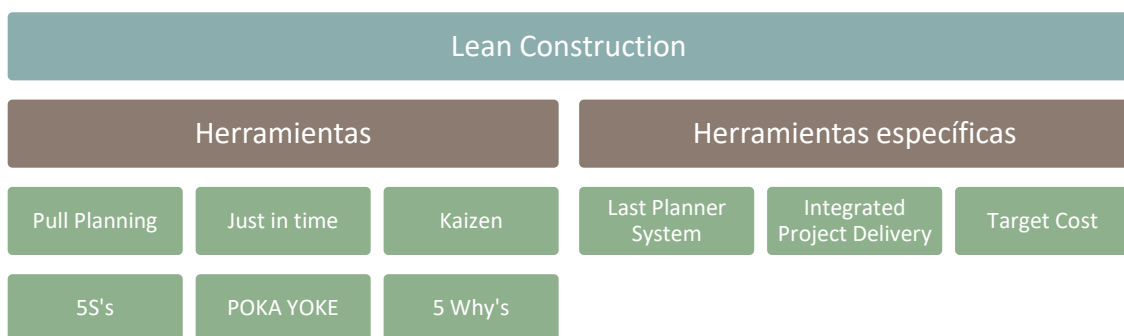 Lean Construction
Herramientas
Herramientas específicas
Pull Planning
Just in time
Kaizen
Last Planner
System
Integrated
Project Delivery
Target Cost
5S's
POKA YOKE
5 Why's